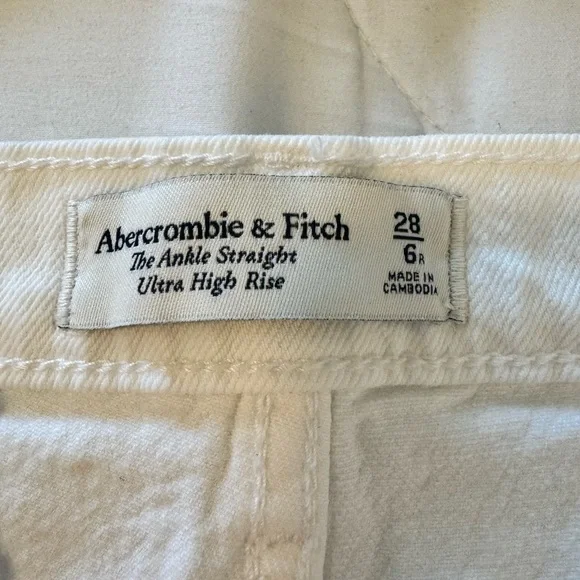 Abercrombie & Fitch
The Ankle Straight
Ultra High Rise
28
6R
MADE IN
CAMBODIA